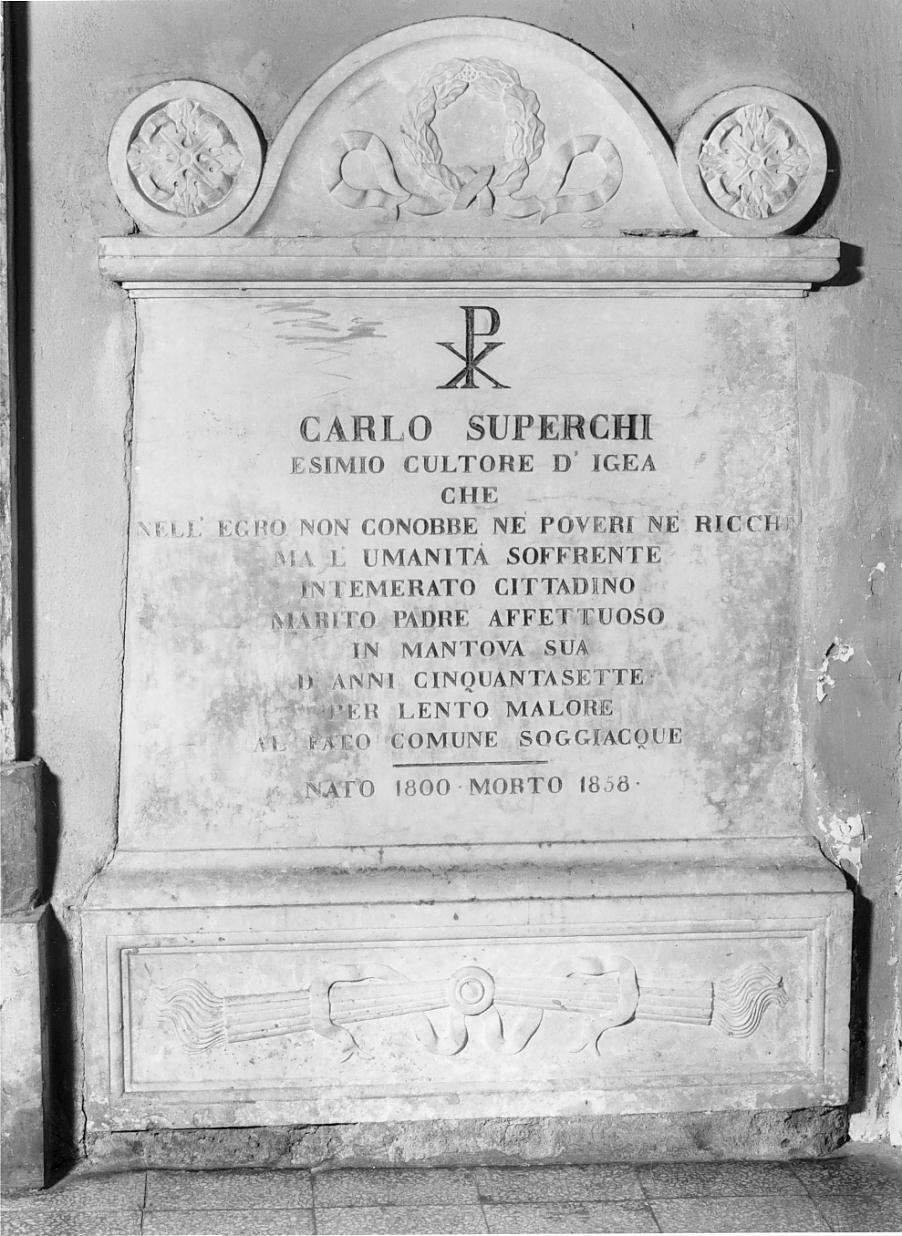 ☧
CARLO SUPERCHI
ESIMIO CULTORE D' IGEA
CHE
NELL' EGRO NON CONOBBE NE' POVERI NE' RICCHI
MA L' UMANITÀ SOFFRENTE
INTEMERATO CITTADINO
MARITO PADRE AFFETTUOSO
IN MANTOVA SUA
D' ANNI CINQUANTASETTE
PER LENTO MALORE
AL FATO COMUNE SOGGIACQUE
NATO 1800 · MORTO 1858 ·